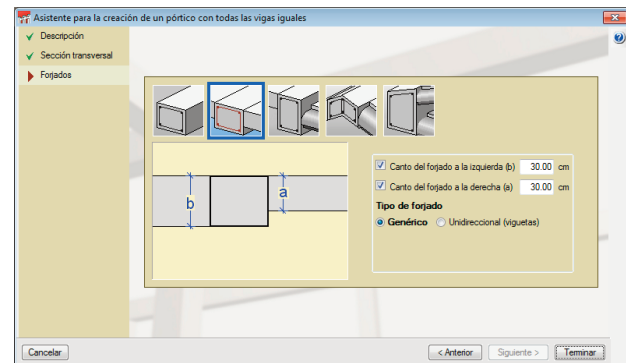 Asistente para la creación de un pórtico con todas las vigas iguales
Descripción
Sección transversal
Forjados
b
a
Canto del forjado a la izquierda (b) 30.00 cm
Canto del forjado a la derecha (a) 30.00 cm
Tipo de forjado
Genérico Unidireccional (viguetas)
Cancelar < Anterior Siguiente > Terminar